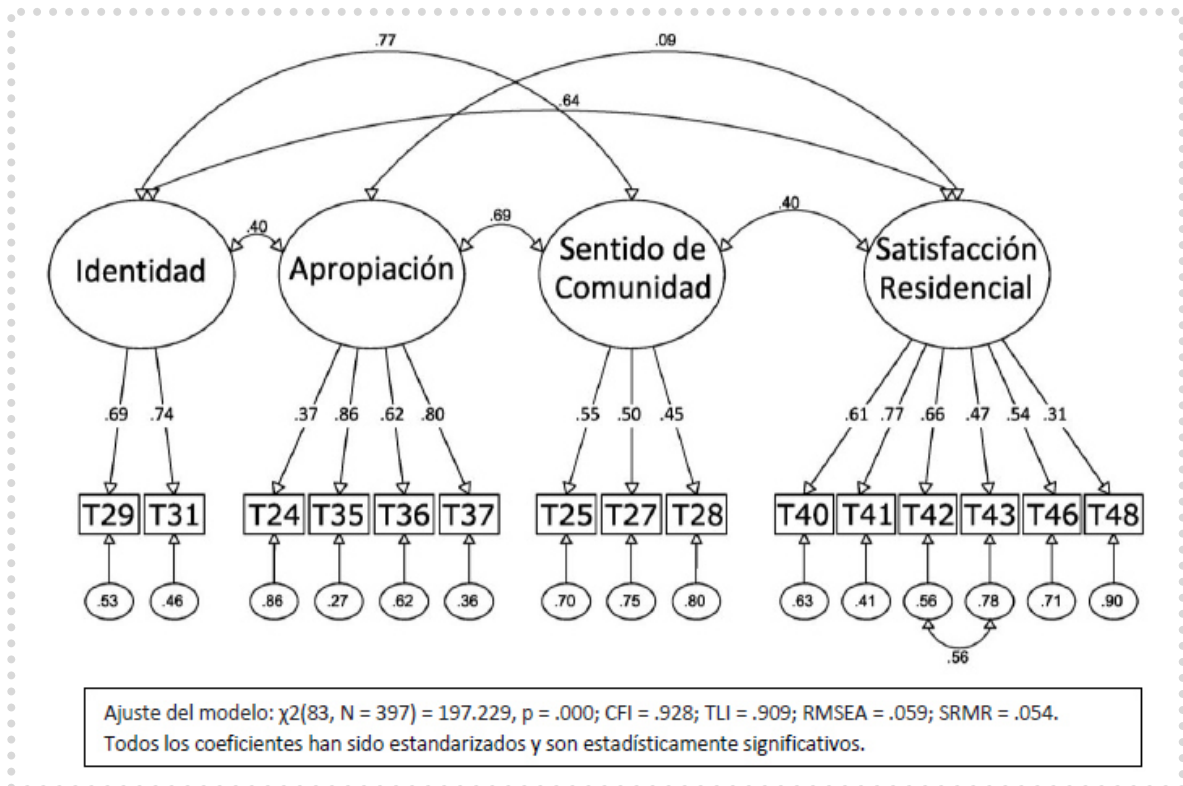 .77
.09
.64
.40
.69
.40
Identidad
Apropiación
Sentido de
Comunidad
Satisfacción
Residencial
.69 .74
.37 .86 .62 .80
.55 .50 .45
.61 .77 .66 .47 .54 .31
T29 T31
T24 T35 T36 T37
T25 T27 T28
T40 T41 T42 T43 T46 T48
.53 .46
.86 .27 .62 .36
.70 .75 .80
.63 .41 .56 .78 .71 .90
.56
Ajuste del modelo: χ2(83, N = 397) = 197.229, p = .000; CFI = .928; TLI = .909; RMSEA = .059; SRMR = .054.
Todos los coeficientes han sido estandarizados y son estadísticamente significativos.